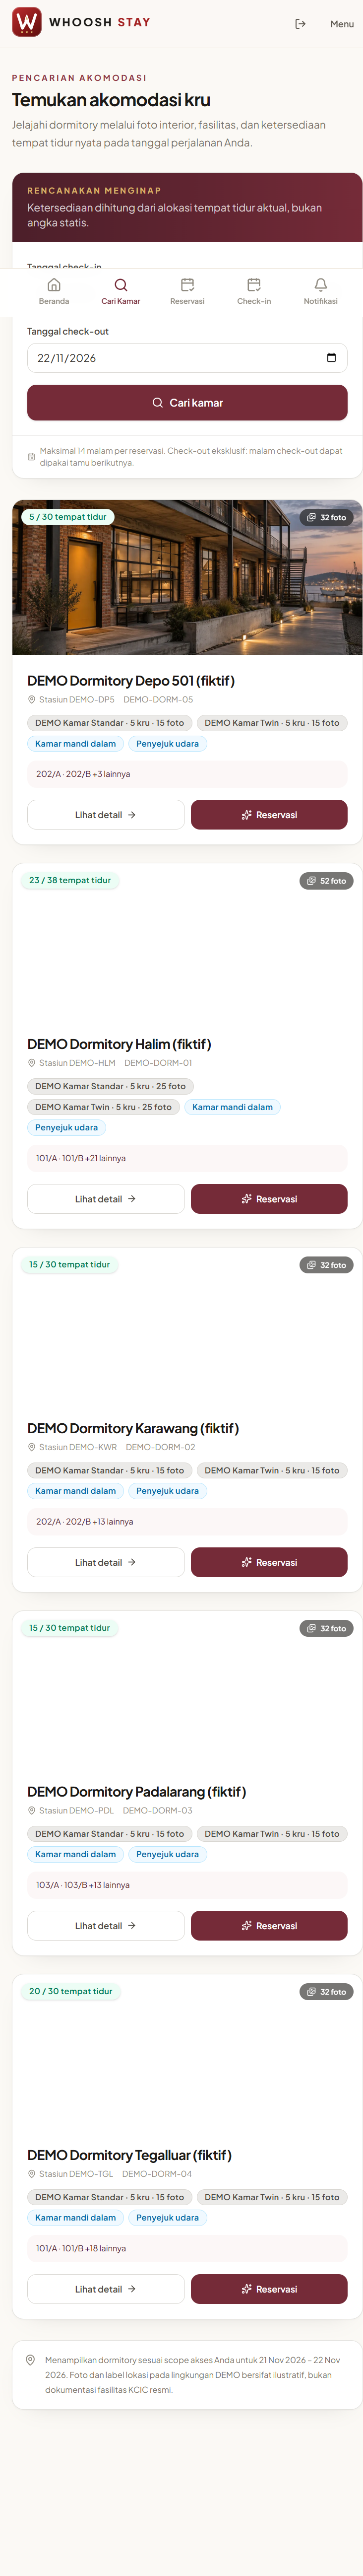 WHOOSH STAY
Menu
PENCARIAN AKOMODASI
Temukan akomodasi kru
Jelajahi dormitory melalui foto interior, fasilitas, dan ketersediaan
tempat tidur nyata pada tanggal perjalanan Anda.
RENCANAKAN MENGINAP
Ketersediaan dihitung dari alokasi tempat tidur aktual, bukan
angka statis.
Tanggal check-in
Beranda
Cari Kamar
Reservasi
Check-in
Notifikasi
Tanggal check-out
22/11/2026
Cari kamar
Maksimal 14 malam per reservasi. Check-out eksklusif: malam check-out dapat
dipakai tamu berikutnya.
5 / 30 tempat tidur
32 foto
DEMO Dormitory Depo 501 (fiktif)
Stasiun DEMO-DP5 DEMO-DORM-05
DEMO Kamar Standar · 5 kru · 15 foto
DEMO Kamar Twin · 5 kru · 15 foto
Kamar mandi dalam
Penyejuk udara
202/A · 202/B +3 lainnya
Lihat detail
Reservasi
23 / 38 tempat tidur
52 foto
DEMO Dormitory Halim (fiktif)
Stasiun DEMO-HLM DEMO-DORM-01
DEMO Kamar Standar · 5 kru · 25 foto
DEMO Kamar Twin · 5 kru · 25 foto
Kamar mandi dalam
Penyejuk udara
101/A · 101/B +21 lainnya
Lihat detail
Reservasi
15 / 30 tempat tidur
32 foto
DEMO Dormitory Karawang (fiktif)
Stasiun DEMO-KWR DEMO-DORM-02
DEMO Kamar Standar · 5 kru · 15 foto
DEMO Kamar Twin · 5 kru · 15 foto
Kamar mandi dalam
Penyejuk udara
202/A · 202/B +13 lainnya
Lihat detail
Reservasi
15 / 30 tempat tidur
32 foto
DEMO Dormitory Padalarang (fiktif)
Stasiun DEMO-PDL DEMO-DORM-03
DEMO Kamar Standar · 5 kru · 15 foto
DEMO Kamar Twin · 5 kru · 15 foto
Kamar mandi dalam
Penyejuk udara
103/A · 103/B +13 lainnya
Lihat detail
Reservasi
20 / 30 tempat tidur
32 foto
DEMO Dormitory Tegalluar (fiktif)
Stasiun DEMO-TGL DEMO-DORM-04
DEMO Kamar Standar · 5 kru · 15 foto
DEMO Kamar Twin · 5 kru · 15 foto
Kamar mandi dalam
Penyejuk udara
101/A · 101/B +18 lainnya
Lihat detail
Reservasi
Menampilkan dormitory sesuai scope akses Anda untuk 21 Nov 2026 – 22 Nov
2026. Foto dan label lokasi pada lingkungan DEMO bersifat ilustratif, bukan
dokumentasi fasilitas KCIC resmi.